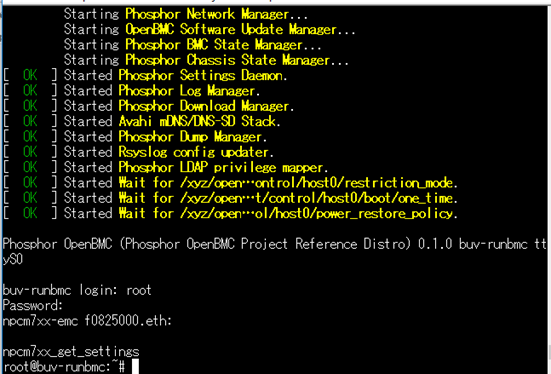 Starting Phosphor Network Manager...
Starting OpenBMC Software Update Manager...
Starting Phosphor BMC State Manager...
Starting Phosphor Chassis State Manager...
[  OK  ] Started Phosphor Settings Daemon.
[  OK  ] Started Phosphor Log Manager.
[  OK  ] Started Phosphor Download Manager.
[  OK  ] Started Avahi mDNS/DNS-SD Stack.
[  OK  ] Started Phosphor Dump Manager.
[  OK  ] Started Rsyslog config updater.
[  OK  ] Started Phosphor LDAP privilege mapper.
[  OK  ] Started Wait for /xyz/open…ontrol/host0/restriction_mode.
[  OK  ] Started Wait for /xyz/open…t/control/host0/boot/one_time.
[  OK  ] Started Wait for /xyz/open…ol/host0/power_restore_policy.
Phosphor OpenBMC (Phosphor OpenBMC Project Reference Distro) 0.1.0 buv-runbmc tt
yS0
buv-runbmc login: root
Password:
npcm7xx-emc f0825000.eth:
npcm7xx_get_settings
root@buv-runbmc:~#